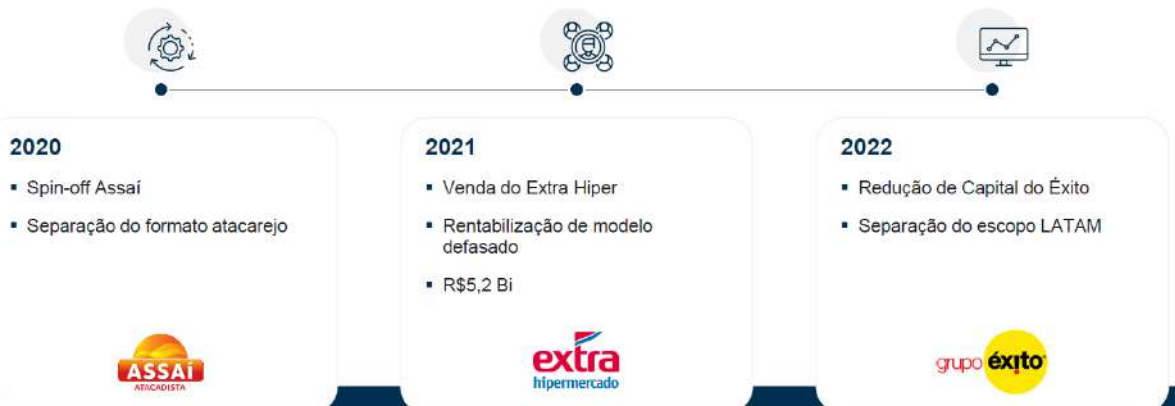 2020
▪ Spin-off Assaí
▪ Separação do formato atacarejo
ASSAÍ
ATACADISTA
2021
▪ Venda do Extra Hiper
▪ Rentabilização de modelo
defasado
▪ R$5,2 Bi
extra
hipermercado
2022
▪ Redução de Capital do Éxito
▪ Separação do escopo LATAM
grupo éxito